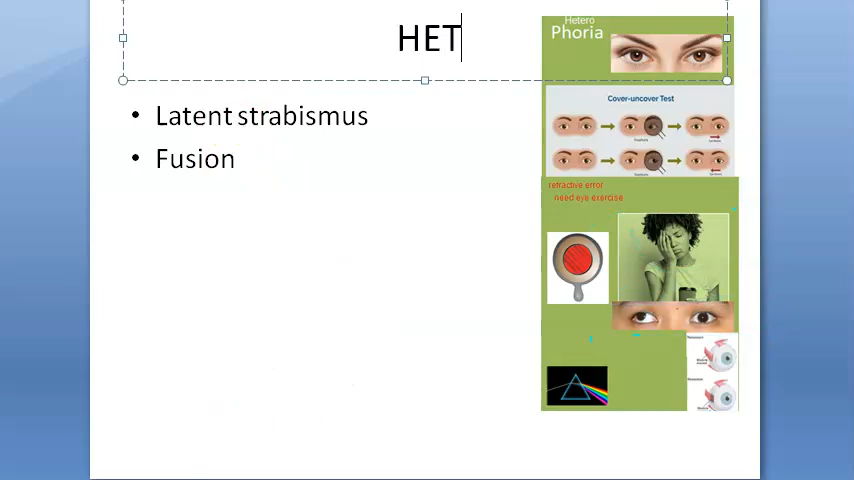 HET
• Latent strabismus
• Fusion
Hetero
Phoria
Cover-uncover Test
refractive error
need eye exercise